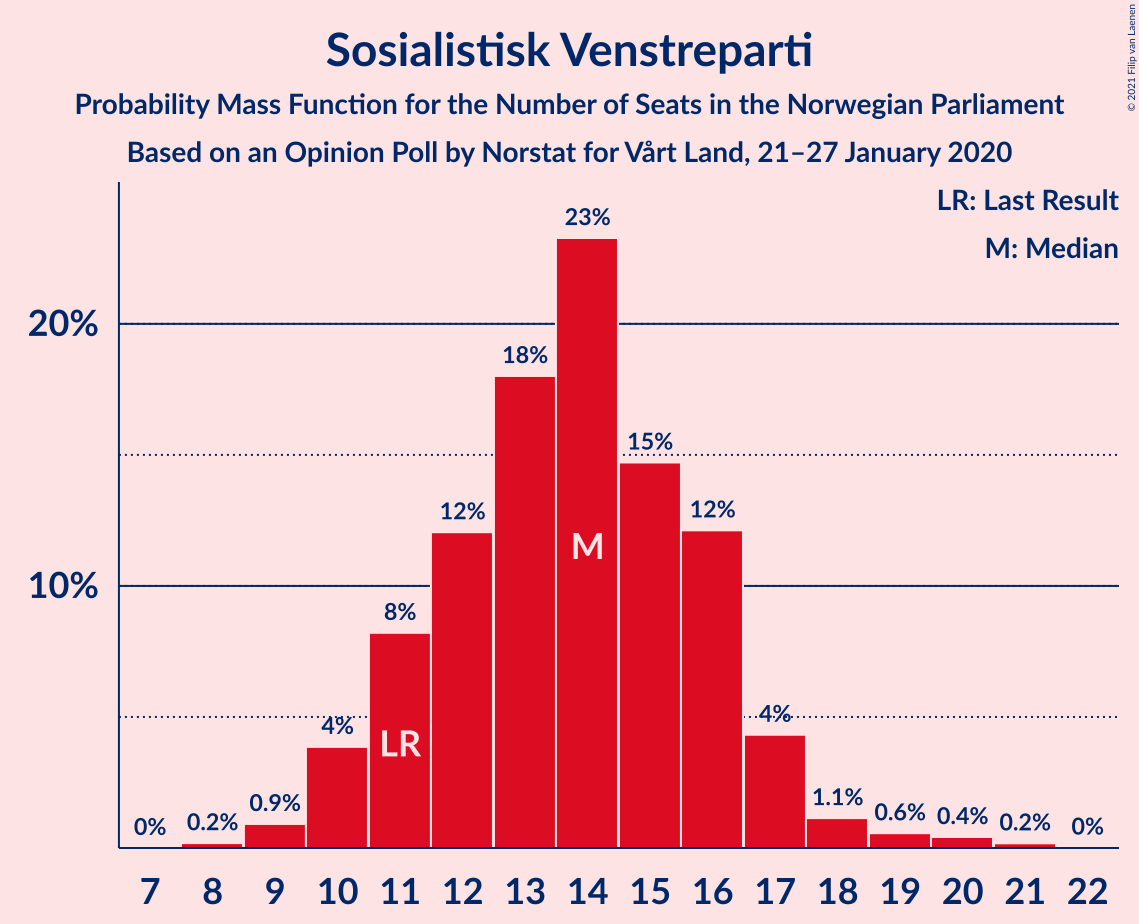 Sosialistisk Venstreparti
Probability Mass Function for the Number of Seats in the Norwegian Parliament
Based on an Opinion Poll by Norstat for Vårt Land, 21–27 January 2020
© 2021 Filip van Laenen
LR: Last Result
M: Median
20%
10%
0%
0.2%
0.9%
4%
8%
12%
18%
23%
15%
12%
4%
1.1%
0.6%
0.4%
0.2%
0%
LR
M
7 8 9 10 11 12 13 14 15 16 17 18 19 20 21 22